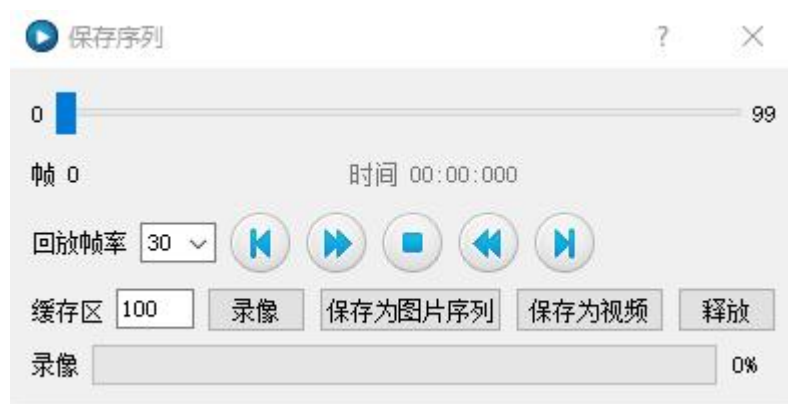 保存序列 ?
0 99
帧 0 时间 00:00:000
回放帧率 30
缓存区 100 录像 保存为图片序列 保存为视频 释放
录像 0%